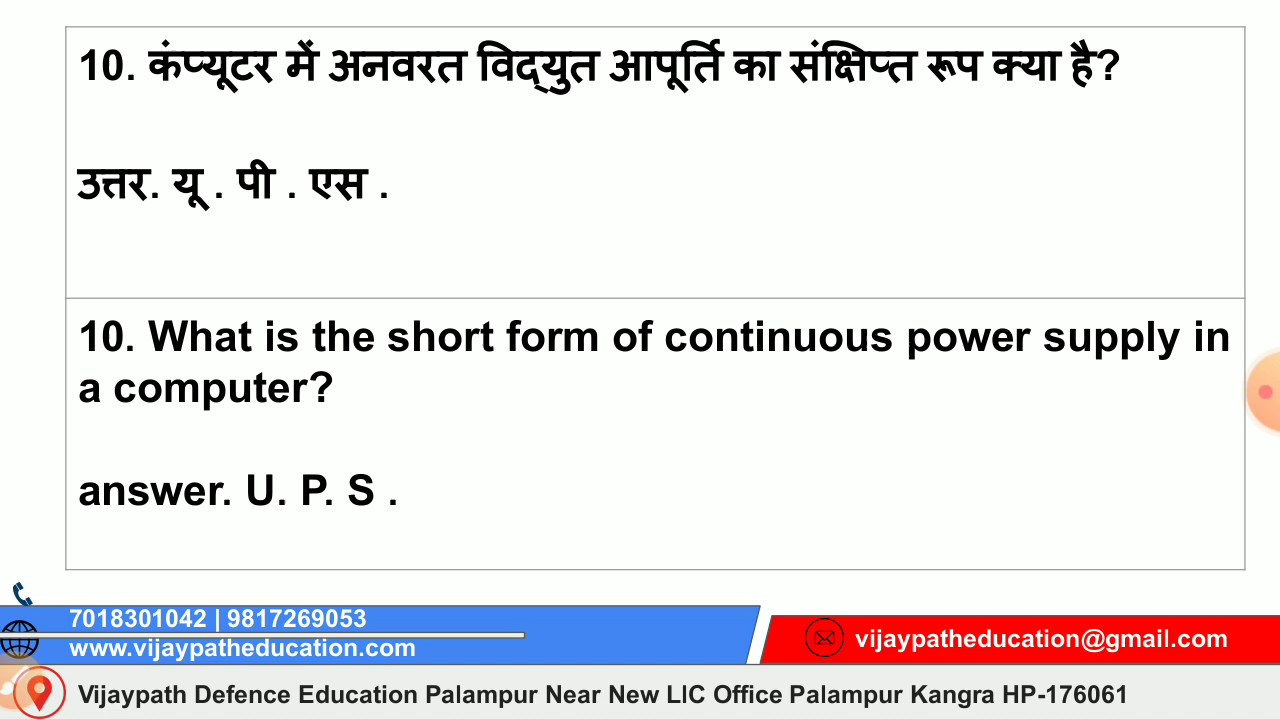 10. कंप्यूटर में अनवरत विद्युत आपूर्ति का संक्षिप्त रूप क्या है?
उत्तर. यू . पी . एस .
10. What is the short form of continuous power supply in
a computer?
answer. U. P. S .
7018301042 | 9817269053
www.vijaypatheducation.com
vijaypatheducation@gmail.com
Vijaypath Defence Education Palampur Near New LIC Office Palampur Kangra HP-176061